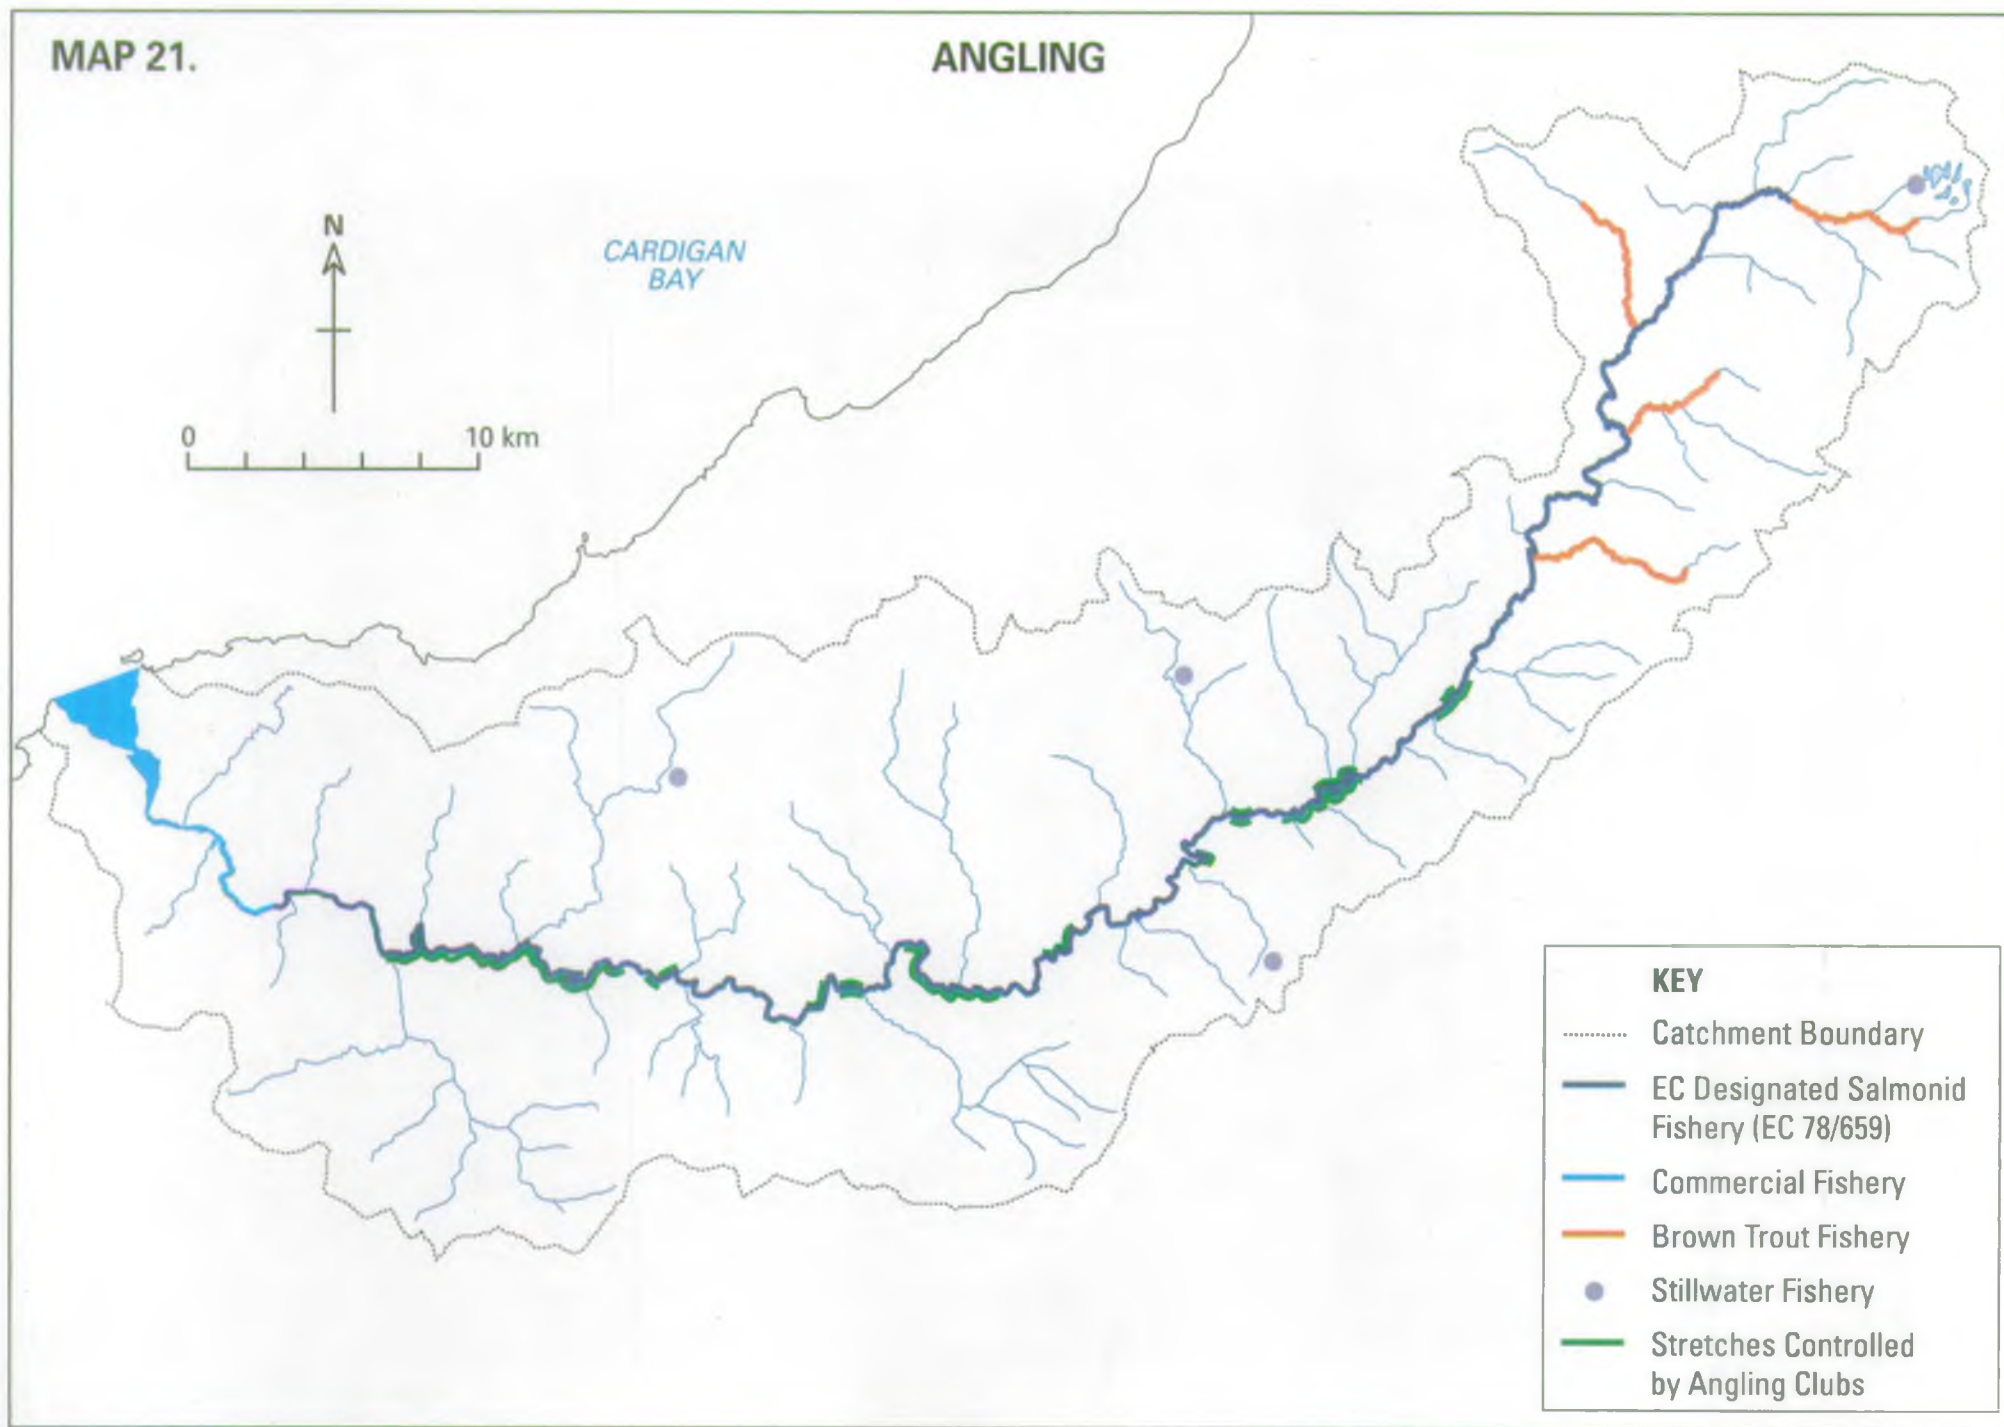 MAP 21.
ANGLING
N
CARDIGAN
BAY
0 10 km
KEY
Catchment Boundary
EC Designated Salmonid
Fishery (EC 78/659)
Commercial Fishery
Brown Trout Fishery
Stillwater Fishery
Stretches Controlled
by Angling Clubs